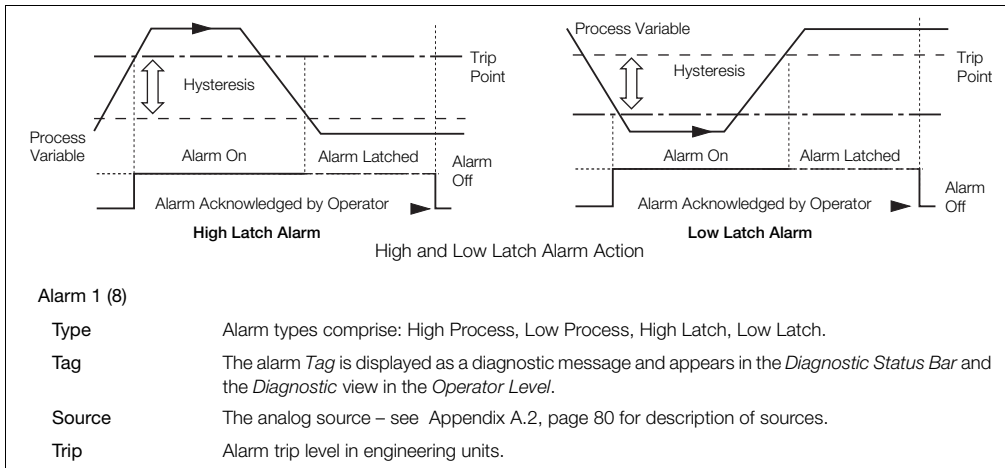 Process Variable
Trip
Point
Hysteresis
Process
Variable
Alarm On
Alarm Latched
Alarm
Off
Alarm Acknowledged by Operator
High Latch Alarm
Process Variable
Trip
Point
Hysteresis
Alarm On
Alarm Latched
Alarm
Off
Alarm Acknowledged by Operator
Low Latch Alarm
High and Low Latch Alarm Action
Alarm 1 (8)
Type Alarm types comprise: High Process, Low Process, High Latch, Low Latch.
Tag The alarm Tag is displayed as a diagnostic message and appears in the Diagnostic Status Bar and
the Diagnostic view in the Operator Level.
Source The analog source – see Appendix A.2, page 80 for description of sources.
Trip Alarm trip level in engineering units.